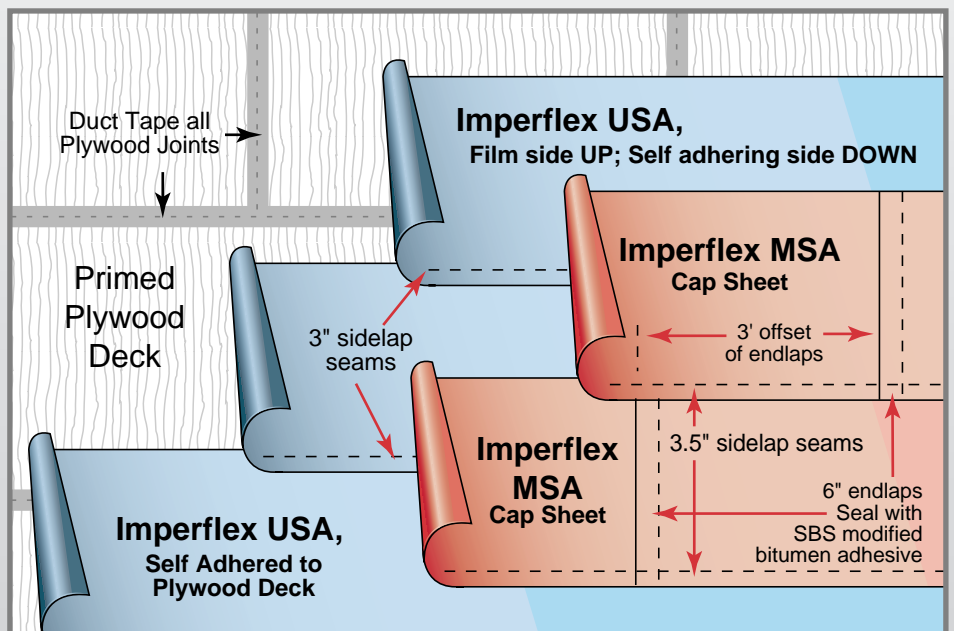 Duct Tape all
Plywood Joints
Imperflex USA,
Film side UP; Self adhering side DOWN
Primed
Plywood
Deck
Imperflex MSA
Cap Sheet
3" sidelap
seams
3' offset
of endlaps
Imperflex
MSA
Cap Sheet
3.5" sidelap seams
6" endlaps
Seal with
SBS modified
bitumen adhesive
Imperflex USA,
Self Adhered to
Plywood Deck